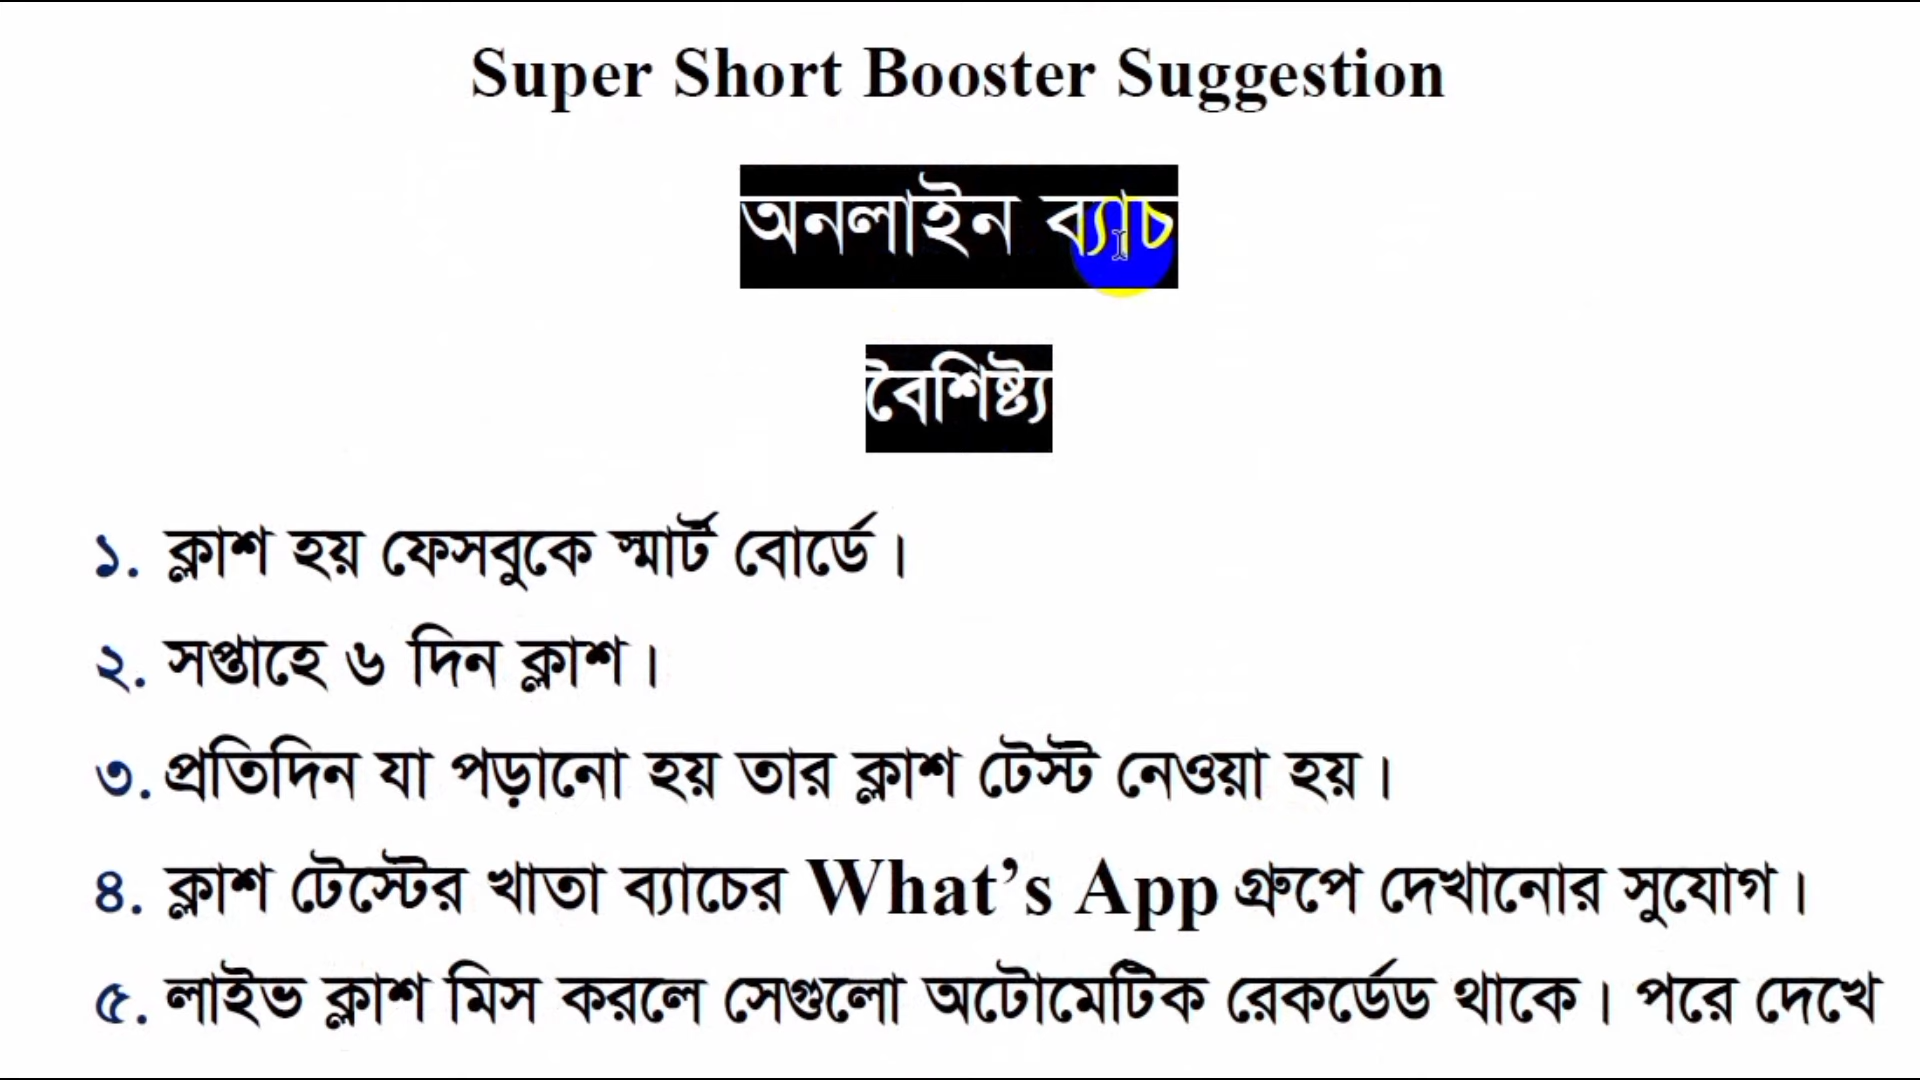 Super Short Booster Suggestion
অনলাইন ব্যাচ
বৈশিষ্ট্য
১. ক্লাশ হয় ফেসবুকে স্মার্ট বোর্ডে।
২. সপ্তাহে ৬ দিন ক্লাশ।
৩. প্রতিদিন যা পড়ানো হয় তার ক্লাশ টেস্ট নেওয়া হয়।
৪. ক্লাশ টেস্টের খাতা ব্যাচের What’s App গ্রুপে দেখানোর সুযোগ।
৫. লাইভ ক্লাশ মিস করলে সেগুলো অটোমেটিক রেকর্ডেড থাকে। পরে দেখে